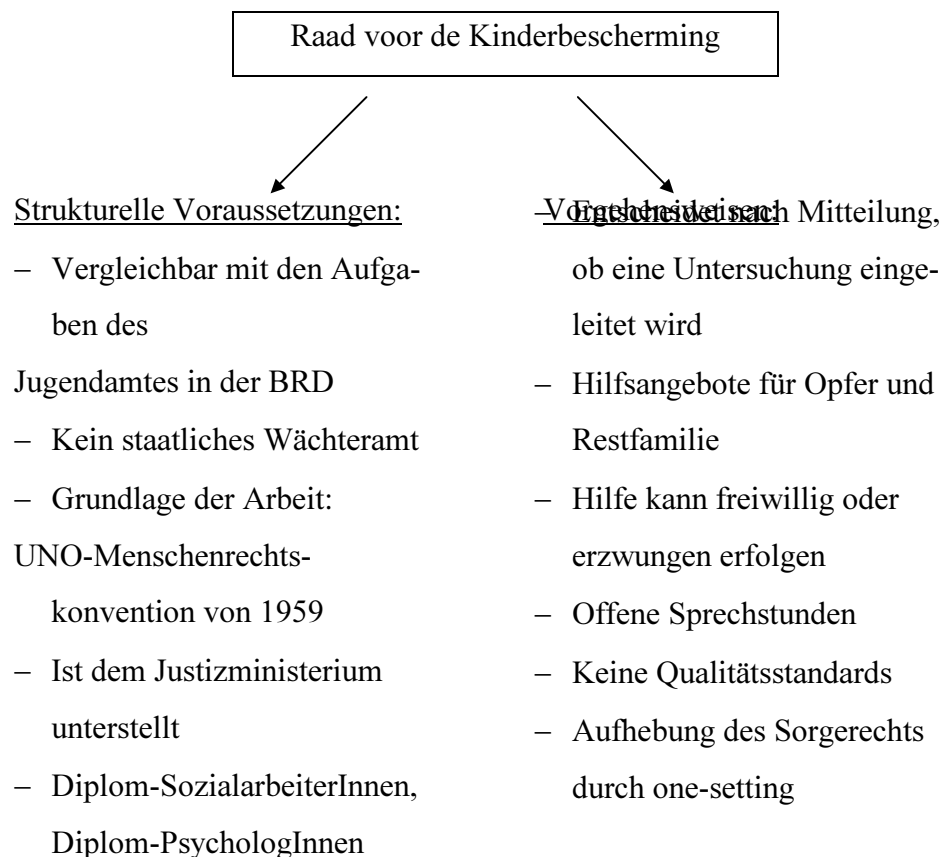 Raad voor de Kinderbescherming
Strukturelle Voraussetzungen:
– Vergleichbar mit den Aufga-
ben des
Jugendamtes in der BRD
– Kein staatliches Wächteramt
– Grundlage der Arbeit:
UNO-Menschenrechts-
konvention von 1959
– Ist dem Justizministerium
unterstellt
– Diplom-SozialarbeiterInnen,
Diplom-PsychologInnen
Vorgehensweisen:
– Entscheidet nach Mitteilung,
ob eine Untersuchung einge-
leitet wird
– Hilfsangebote für Opfer und
Restfamilie
– Hilfe kann freiwillig oder
erzwungen erfolgen
– Offene Sprechstunden
– Keine Qualitätsstandards
– Aufhebung des Sorgerechts
durch one-setting